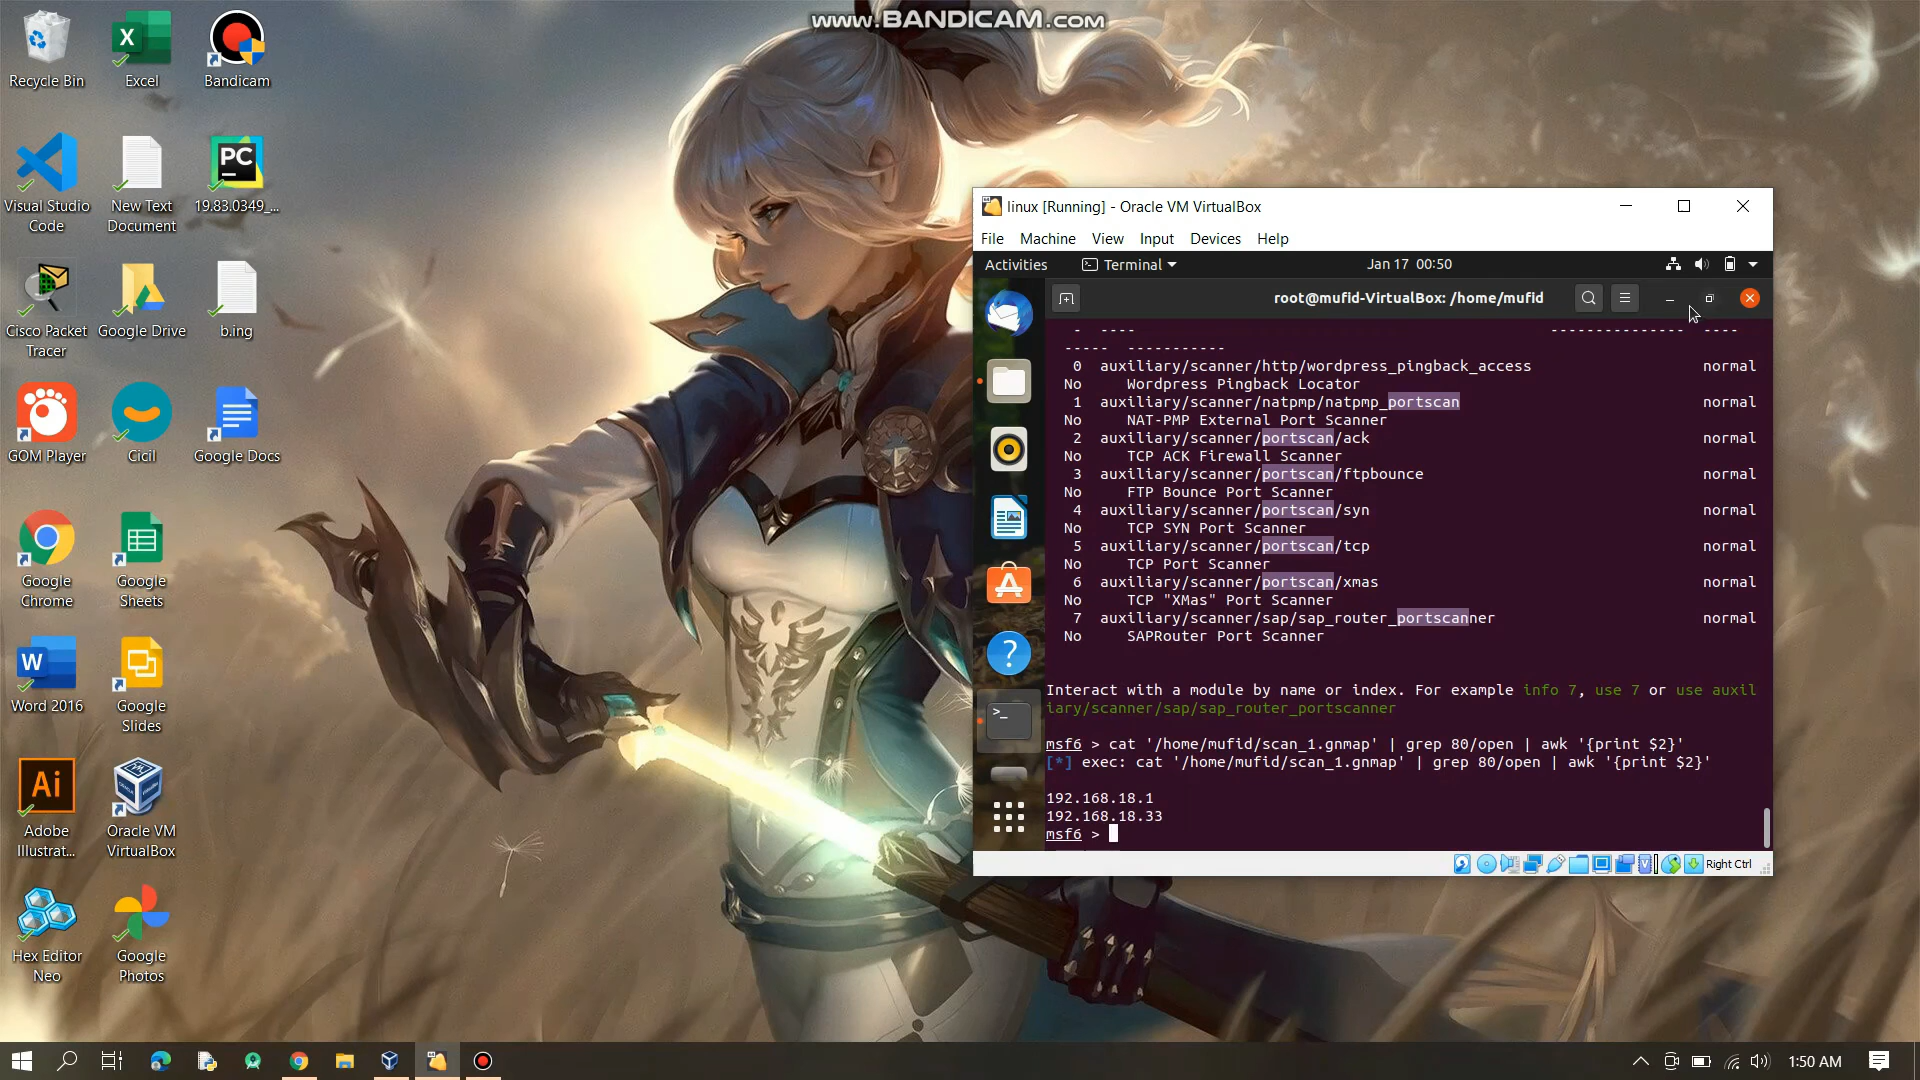 www.BANDICAM.com
Recycle Bin
Excel
Bandicam
Visual Studio
Code
New Text
Document
PC
19.83.0349_...
Cisco Packet
Tracer
Google Drive
b.ing
GOM Player
Cicil
Google Docs
Google
Chrome
Google
Sheets
Word 2016
Google
Slides
Ai
Adobe
Illustrat...
Oracle VM
VirtualBox
Hex Editor
Neo
Google
Photos
linux [Running] - Oracle VM VirtualBox
File Machine View Input Devices Help
Activities Terminal Jan 17 00:50
root@mufid-VirtualBox: /home/mufid
- ---- --------------- ----
----- -----------
0 auxiliary/scanner/http/wordpress_pingback_access normal
No Wordpress Pingback Locator
1 auxiliary/scanner/natpmp/natpmp_portscan normal
No NAT-PMP External Port Scanner
2 auxiliary/scanner/portscan/ack normal
No TCP ACK Firewall Scanner
3 auxiliary/scanner/portscan/ftpbounce normal
No FTP Bounce Port Scanner
4 auxiliary/scanner/portscan/syn normal
No TCP SYN Port Scanner
5 auxiliary/scanner/portscan/tcp normal
No TCP Port Scanner
6 auxiliary/scanner/portscan/xmas normal
No TCP "XMas" Port Scanner
7 auxiliary/scanner/sap/sap_router_portscanner normal
No SAPRouter Port Scanner
Interact with a module by name or index. For example info 7, use 7 or use auxil
iary/scanner/sap/sap_router_portscanner
msf6 > cat '/home/mufid/scan_1.gnmap' | grep 80/open | awk '{print $2}'
[*] exec: cat '/home/mufid/scan_1.gnmap' | grep 80/open | awk '{print $2}'
192.168.18.1
192.168.18.33
msf6 >
Right Ctrl
1:50 AM